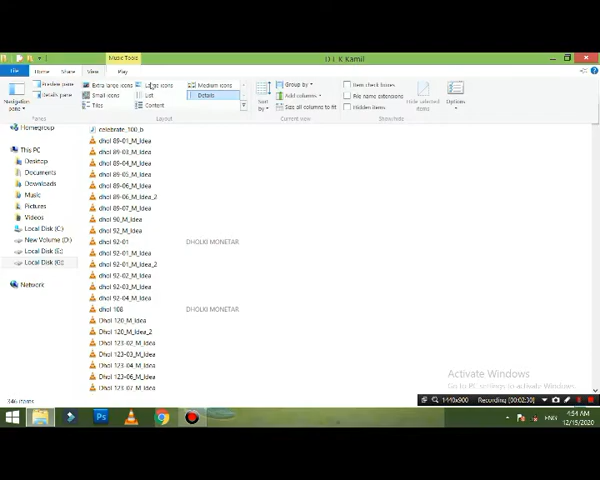 Music Tools
D L K Kamil
File
Home
Share
View
Play
Navigation pane
Preview pane
Details pane
Extra large icons
Large icons
Medium icons
Small icons
List
Details
Tiles
Content
Sort by
Group by
Add columns
Size all columns to fit
Item check boxes
File name extensions
Hidden items
Hide selected items
Options
Panes
Layout
Current view
Show/hide
Homegroup
This PC
Desktop
Documents
Downloads
Music
Pictures
Videos
Local Disk (C:)
New Volume (D:)
Local Disk (E:)
Local Disk (G:)
Network
celebrate_100_b
dhol 89-01_M_Idea
dhol 89-03_M_Idea
dhol 89-04_M_Idea
dhol 89-05_M_Idea
dhol 89-06_M_Idea
dhol 89-06_M_Idea_2
dhol 89-07_M_Idea
dhol 90_M_Idea
dhol 92_M_Idea
dhol 92-01 DHOLKI MONETAR
dhol 92-01_M_Idea
dhol 92-01_M_Idea_2
dhol 92-02_M_Idea
dhol 92-03_M_Idea
dhol 92-04_M_Idea
dhol 108 DHOLKI MONETAR
Dhol 120_M_Idea
Dhol 120_M_Idea_2
Dhol 123-02_M_Idea
Dhol 123-03_M_Idea
Dhol 123-04_M_Idea
Dhol 123-06_M_Idea
Dhol 123-07_M_Idea
Activate Windows
Go to PC settings to activate Windows.
346 items
1440x900
Recording [00:02:30]
ENG
4:54 AM
12/15/2020